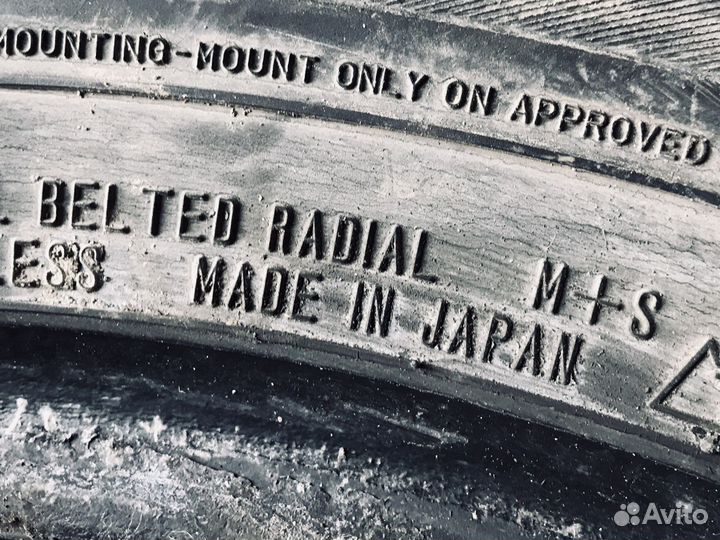 MOUNTING-MOUNT ONLY ON APPROVED
BELTED RADIAL M+S
MADE IN JAPAN
Avito